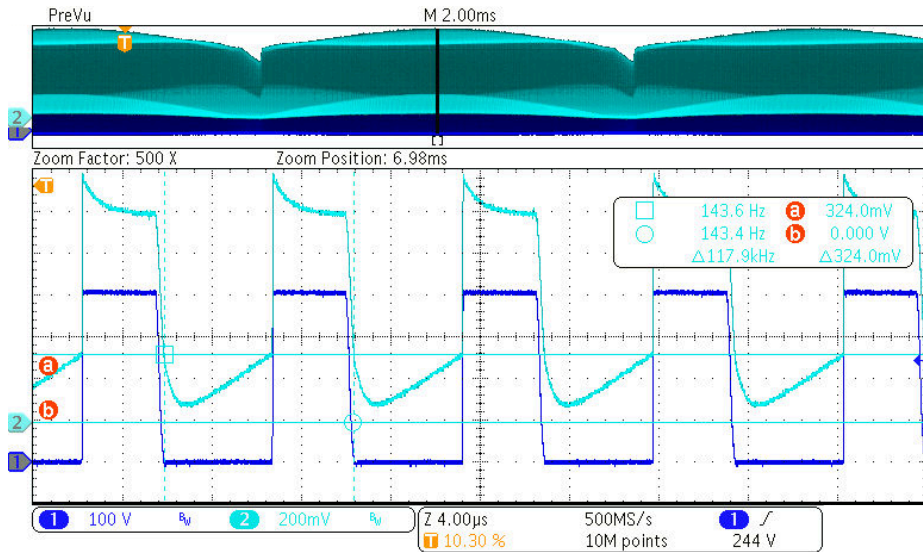 PreVu M 2.00ms
T
2
1
[ ]
Zoom Factor: 500 X Zoom Position: 6.98ms
T
143.6 Hz a 324.0mV
143.4 Hz b 0.000 V
Δ117.9kHz Δ324.0mV
a
b
2
1
1 100 V BW 2 200mV BW Z 4.00µs 500MS/s 1 ∫
T 10.30 % 10M points 244 V